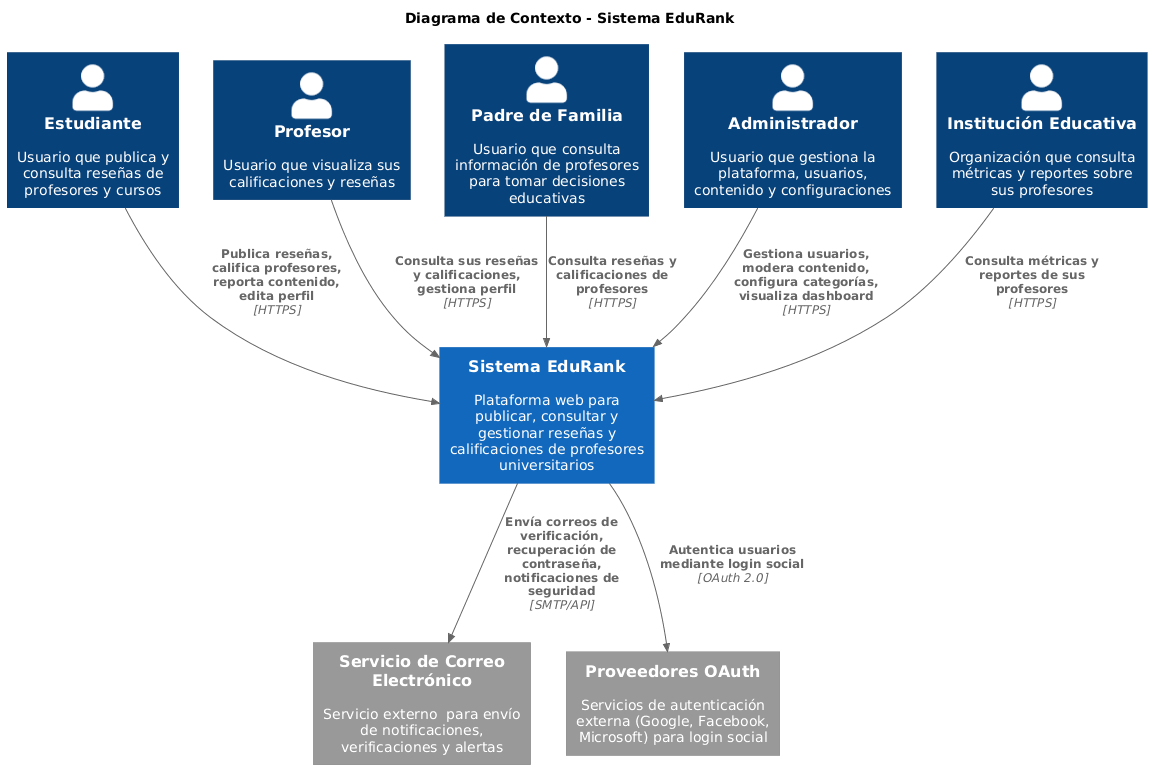 Diagrama de Contexto - Sistema EduRank
Estudiante
Usuario que publica y
consulta reseñas de
profesores y cursos
Profesor
Usuario que visualiza sus
calificaciones y reseñas
Padre de Familia
Usuario que consulta
información de profesores
para tomar decisiones
educativas
Administrador
Usuario que gestiona la
plataforma, usuarios,
contenido y configuraciones
Institución Educativa
Organización que consulta
métricas y reportes sobre
sus profesores
Publica reseñas,
califica profesores,
reporta contenido,
edita perfil
[HTTPS]
Consulta sus reseñas
y calificaciones,
gestiona perfil
[HTTPS]
Consulta reseñas y
calificaciones de
profesores
[HTTPS]
Gestiona usuarios,
modera contenido,
configura categorías,
visualiza dashboard
[HTTPS]
Consulta métricas y
reportes de sus
profesores
[HTTPS]
Sistema EduRank
Plataforma web para
publicar, consultar y
gestionar reseñas y
calificaciones de profesores
universitarios
Envía correos de
verificación,
recuperación de
contraseña,
notificaciones de
seguridad
[SMTP/API]
Autentica usuarios
mediante login social
[OAuth 2.0]
Servicio de Correo
Electrónico
Servicio externo  para envío
de notificaciones,
verificaciones y alertas
Proveedores OAuth
Servicios de autenticación
externa (Google, Facebook,
Microsoft) para login social